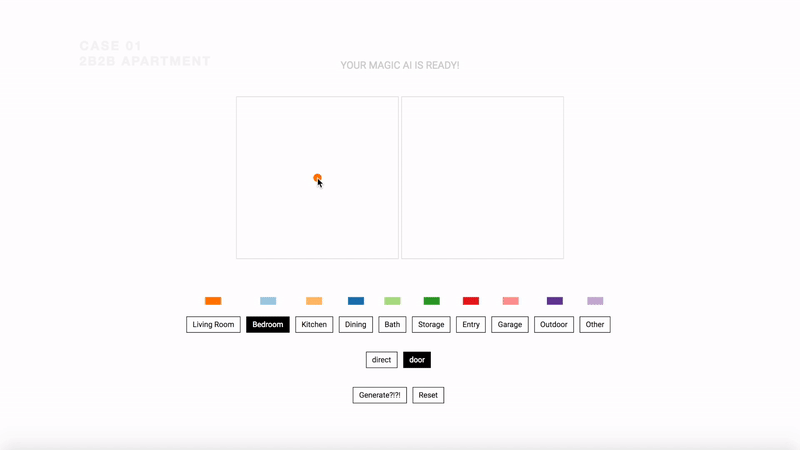 CASE 01
2B2B APARTMENT
YOUR MAGIC AI IS READY!
Living Room Bedroom Kitchen Dining Bath Storage Entry Garage Outdoor Other
direct door
Generate?!?! Reset